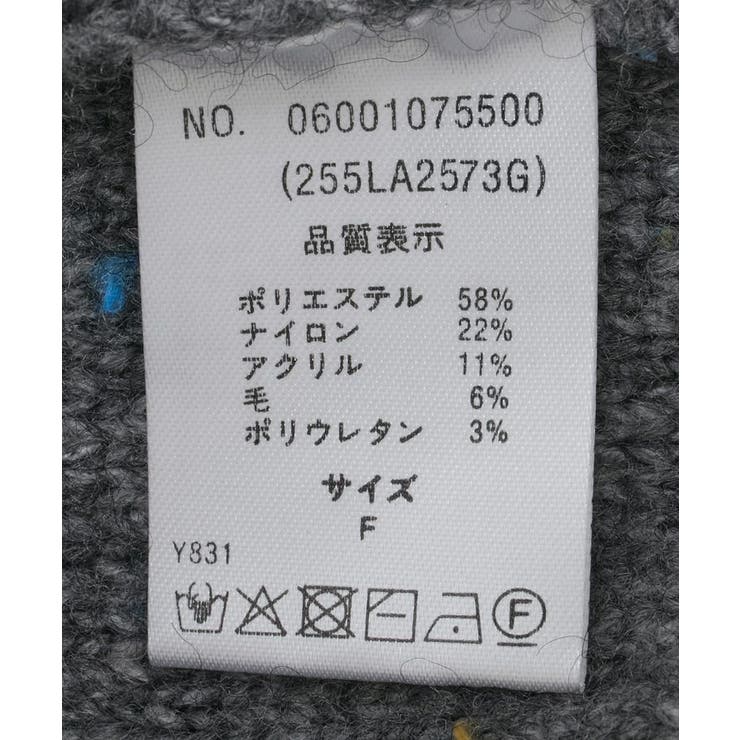 NO. 06001075500
(255LA2573G)
品質表示
ポリエステル 58%
ナイロン 22%
アクリル 11%
毛 6%
ポリウレタン 3%
サイズ
F
Y831
F